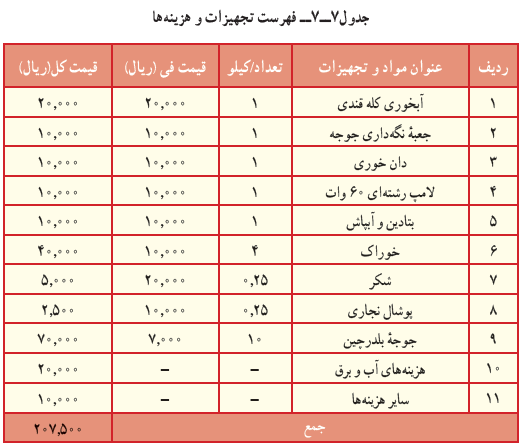 جدول۷ــ۷ــ فهرست تجهیزات و هزینه‌ها
ردیف عنوان مواد و تجهیزات تعداد/کیلو قیمت فی (ریال) قیمت کل(ریال)
۱ آبخوری کله قندی ۱ ۲۰,۰۰۰ ۲۰,۰۰۰
۲ جعبۀ نگه‌داری جوجه ۱ ۱۰,۰۰۰ ۱۰,۰۰۰
۳ دان خوری ۱ ۱۰,۰۰۰ ۱۰,۰۰۰
۴ لامپ رشته‌ای ۶۰ وات ۱ ۱۰,۰۰۰ ۱۰,۰۰۰
۵ بتادین و آبپاش ۱ ۱۰,۰۰۰ ۱۰,۰۰۰
۶ خوراک ۴ ۱۰,۰۰۰ ۴۰,۰۰۰
۷ شکر ۰,۲۵ ۲۰,۰۰۰ ۵,۰۰۰
۸ پوشال نجاری ۰,۲۵ ۱۰,۰۰۰ ۲,۵۰۰
۹ جوجۀ بلدرچین ۱۰ ۷,۰۰۰ ۷۰,۰۰۰
۱۰ هزینه‌های آب و برق – – ۲۰,۰۰۰
۱۱ سایر هزینه‌ها – – ۱۰,۰۰۰
جمع ۲۰۷,۵۰۰